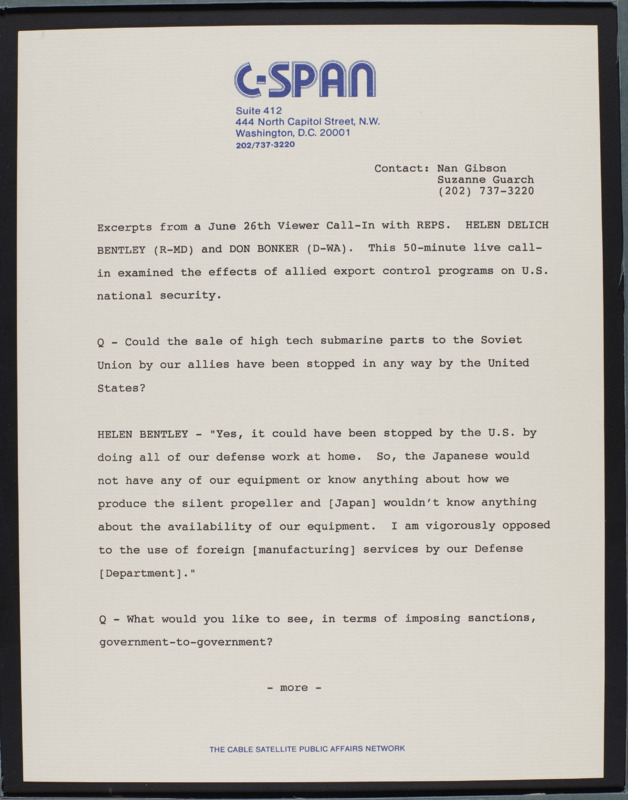 C-SPAN
Suite 412
444 North Capitol Street, N.W.
Washington, D.C. 20001
202/737-3220
Contact: Nan Gibson
Suzanne Guarch
(202) 737-3220
Excerpts from a June 26th Viewer Call-In with REPS. HELEN DELICH
BENTLEY (R-MD) and DON BONKER (D-WA). This 50-minute live call-
in examined the effects of allied export control programs on U.S.
national security.
Q - Could the sale of high tech submarine parts to the Soviet
Union by our allies have been stopped in any way by the United
States?
HELEN BENTLEY - "Yes, it could have been stopped by the U.S. by
doing all of our defense work at home. So, the Japanese would
not have any of our equipment or know anything about how we
produce the silent propeller and [Japan] wouldn't know anything
about the availability of our equipment. I am vigorously opposed
to the use of foreign [manufacturing] services by our Defense
[Department]."
Q - What would you like to see, in terms of imposing sanctions,
government-to-government?
- more -
THE CABLE SATELLITE PUBLIC AFFAIRS NETWORK